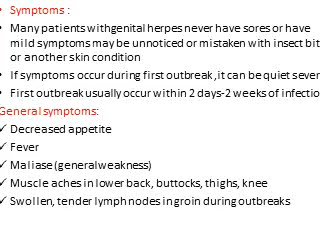 • Symptoms :
• Many patients with genital herpes never have sores or have
mild symptoms may be unnoticed or mistaken with insect bit
or another skin condition
• If symptoms occur during first outbreak ,it can be quiet sever
• First outbreak usually occur within 2 days-2 weeks of infectio
General symptoms:
✓ Decreased appetite
✓ Fever
✓ Maliase (general weakness)
✓ Muscle aches in lower back, buttocks, thighs, knee
✓ Swollen, tender lymph nodes in groin during outbreaks